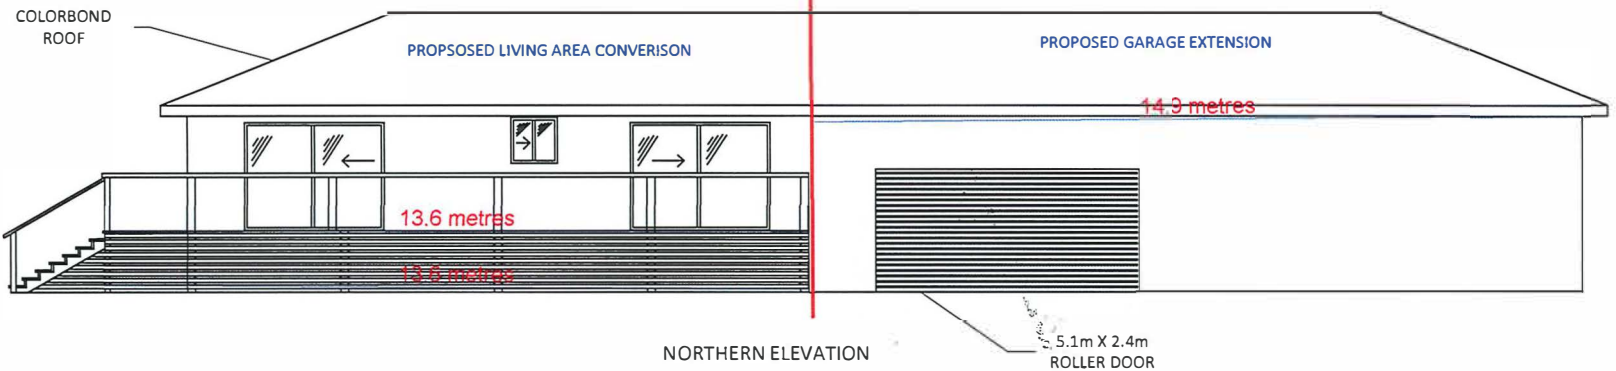 COLORBOND
ROOF
PROPSOSED LIVING AREA CONVERISON
PROPOSED GARAGE EXTENSION
14.9 metres
13.6 metres
13.6 metres
NORTHERN ELEVATION
5.1m X 2.4m
ROLLER DOOR